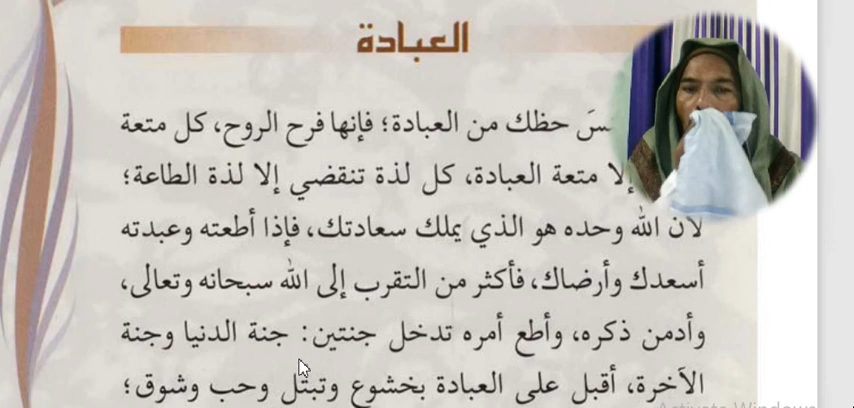 العبادة
حظك من العبادة؛ فإنها فرح الروح، كل متعة
إلا متعة العبادة، كل لذة تنقضي إلا لذة الطاعة؛
لأن الله وحده هو الذي يملك سعادتك، فإذا أطعته وعبدته
أسعدك وأرضاك، فأكثر من التقرب إلى الله سبحانه وتعالى،
وأدمن ذكره، وأطع أمره تدخل جنتين: جنة الدنيا وجنة
الآخرة، أقبل على العبادة بخشوع وتبتل وحب وشوق؛
Activate Windows